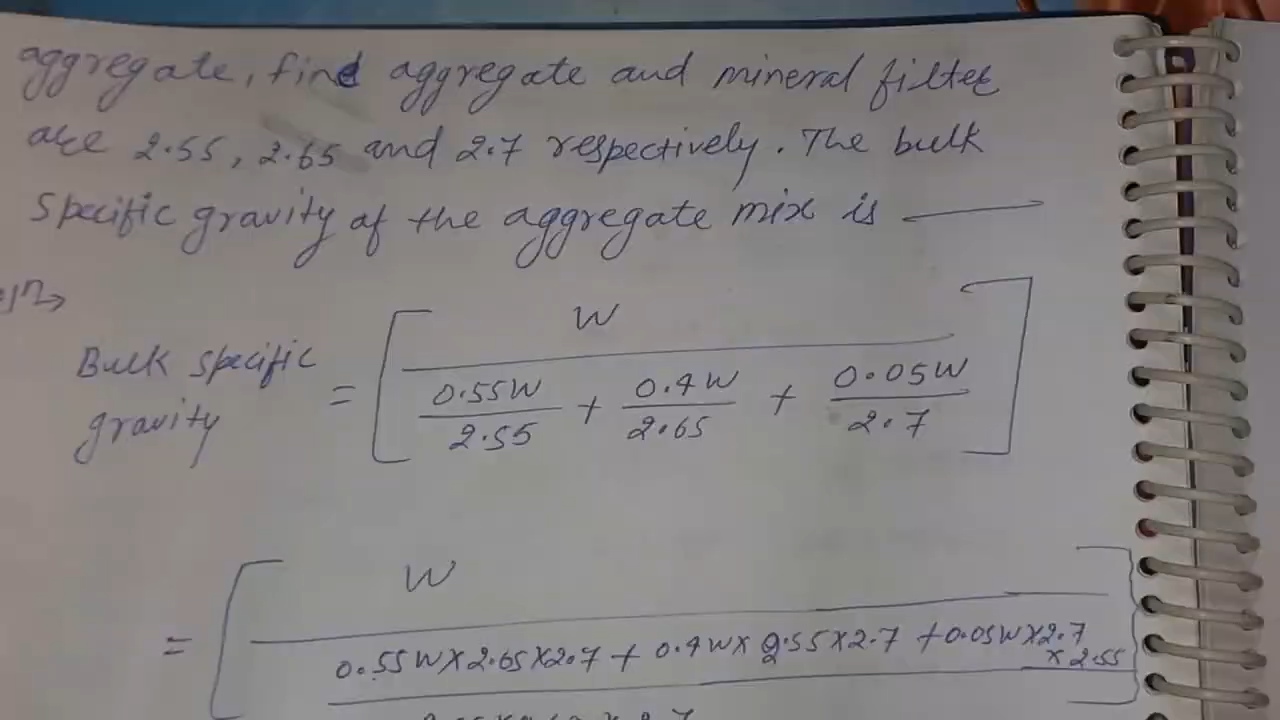 aggregate, fine aggregate and mineral filter
are 2.55, 2.65 and 2.7 respectively. The bulk
specific gravity of the aggregate mix is ——
Bulk specific gravity = [ W / ( 0.55W/2.55 + 0.4W/2.65 + 0.05W/2.7 ) ]
= [ W / ( 0.55W×2.65×2.7 + 0.4W×2.55×2.7 + 0.05W×2.7×2.55